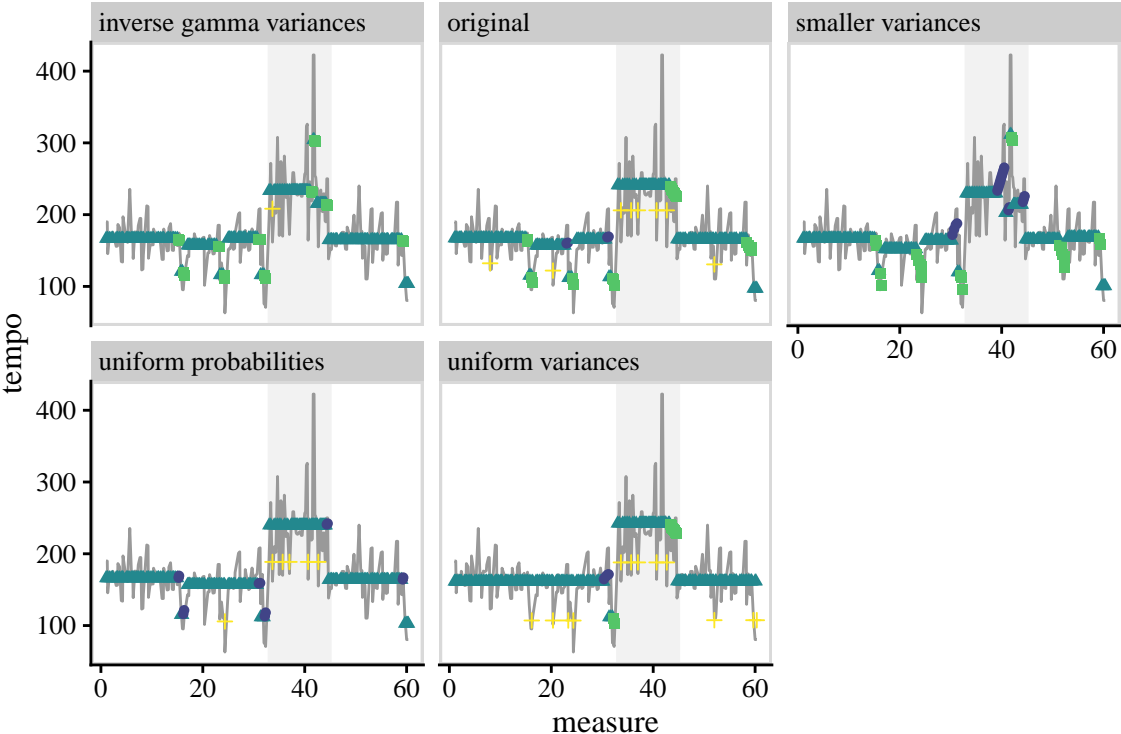 inverse gamma variances
original
smaller variances
400
300
200
100
0 20 40 60
tempo
uniform probabilities
uniform variances
400
300
200
100
0 20 40 60
0 20 40 60
measure